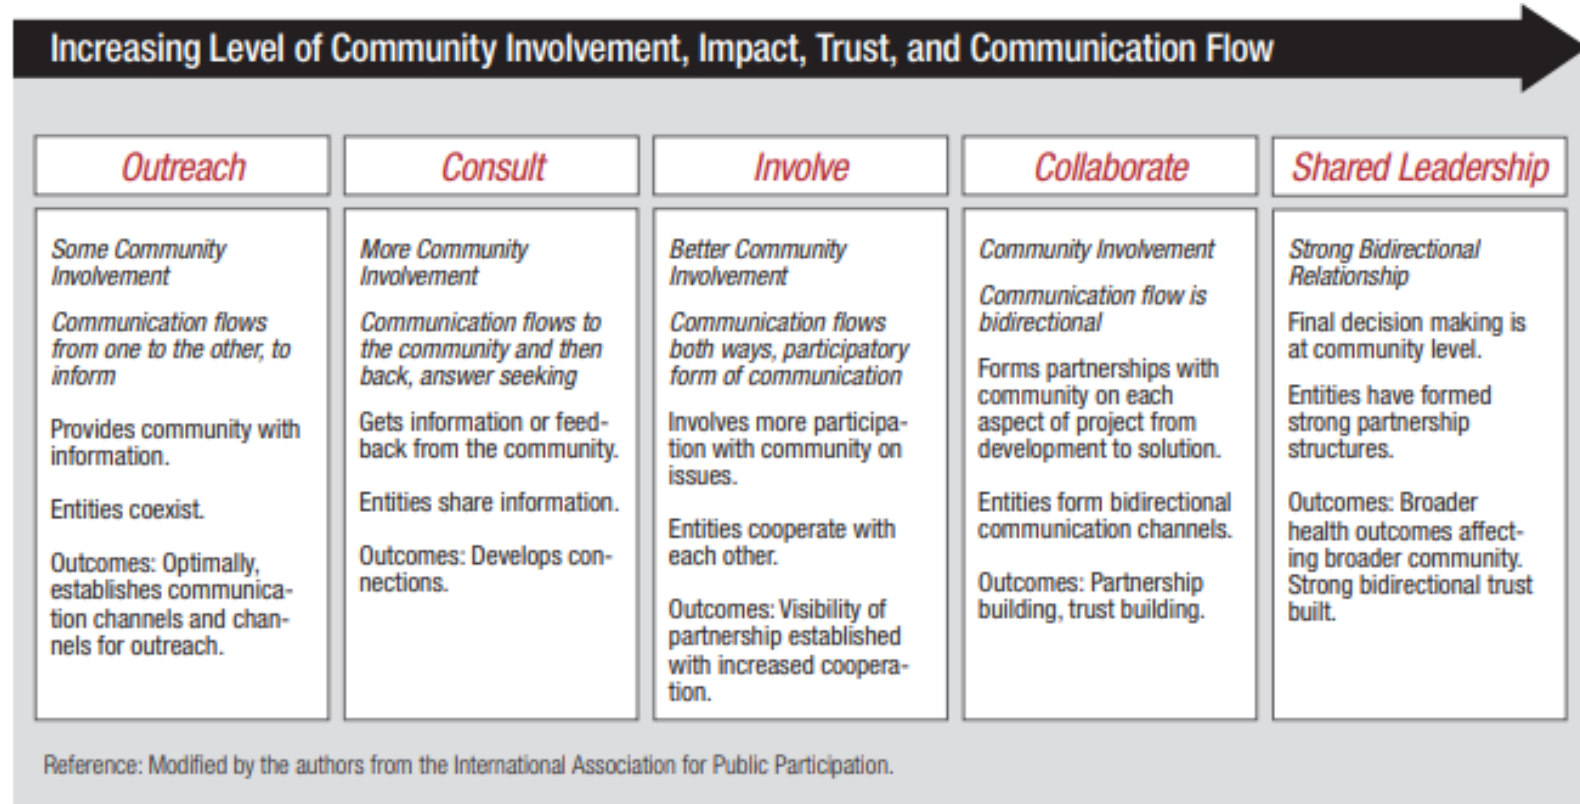 Increasing Level of Community Involvement, Impact, Trust, and Communication Flow
Outreach
Some Community
Involvement
Communication flows
from one to the other, to
inform
Provides community with
information.
Entities coexist.
Outcomes: Optimally,
establishes communica-
tion channels and chan-
nels for outreach.
Consult
More Community
Involvement
Communication flows to
the community and then
back, answer seeking
Gets information or feed-
back from the community.
Entities share information.
Outcomes: Develops con-
nections.
Involve
Better Community
Involvement
Communication flows
both ways, participatory
form of communication
Involves more participa-
tion with community on
issues.
Entities cooperate with
each other.
Outcomes: Visibility of
partnership established
with increased coopera-
tion.
Collaborate
Community Involvement
Communication flow is
bidirectional
Forms partnerships with
community on each
aspect of project from
development to solution.
Entities form bidirectional
communication channels.
Outcomes: Partnership
building, trust building.
Shared Leadership
Strong Bidirectional
Relationship
Final decision making is
at community level.
Entities have formed
strong partnership
structures.
Outcomes: Broader
health outcomes affect-
ing broader community.
Strong bidirectional trust
built.
Reference: Modified by the authors from the International Association for Public Participation.